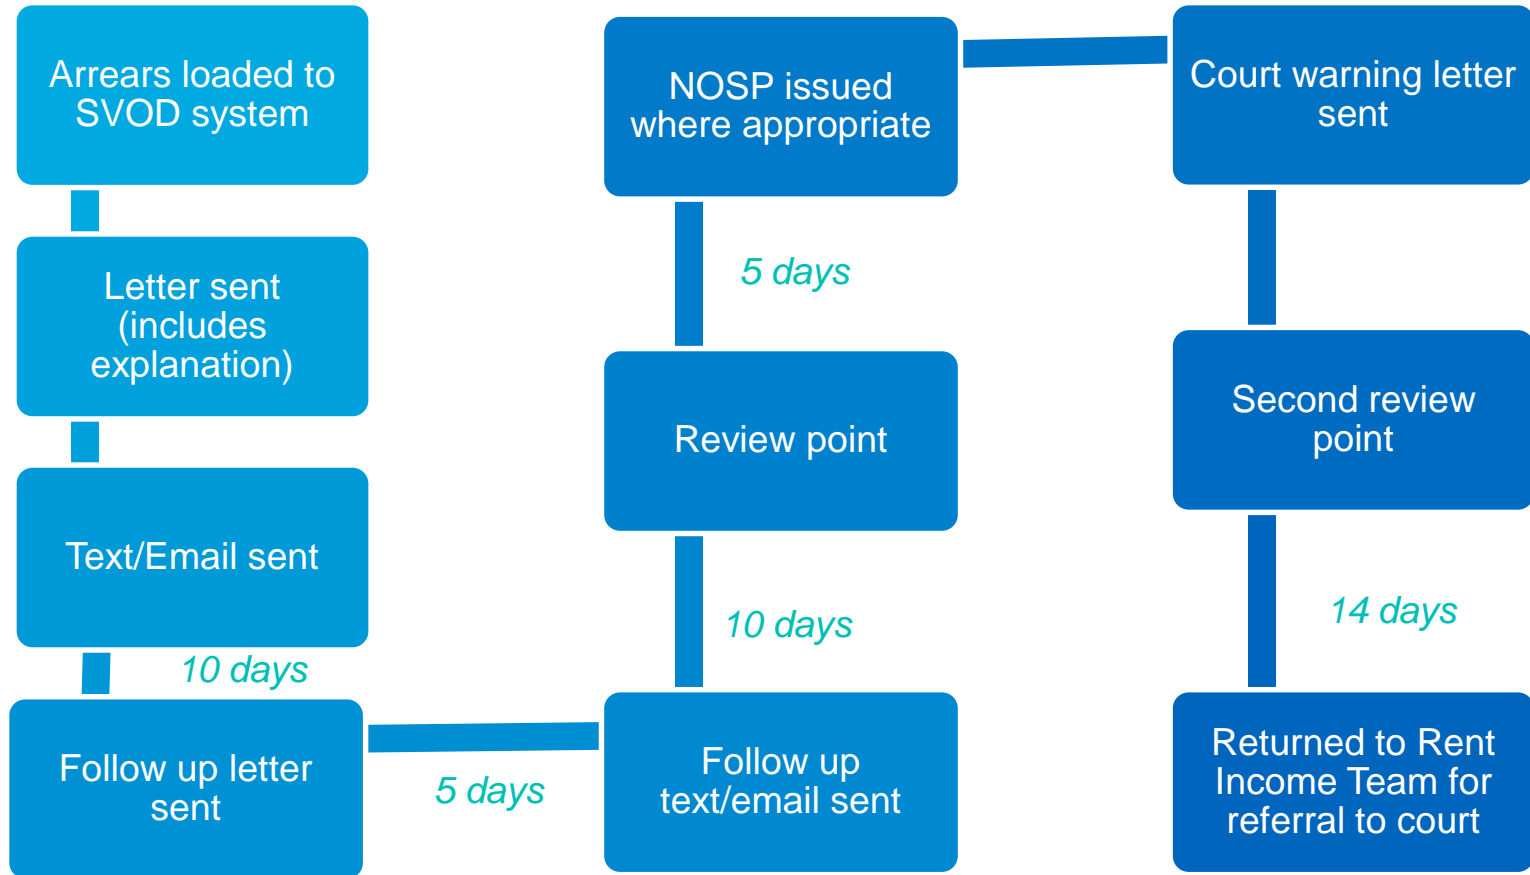 Arrears loaded to
SVOD system
Letter sent
(includes
explanation)
Text/Email sent
10 days
Follow up letter
sent
5 days
Follow up
text/email sent
10 days
Review point
5 days
NOSP issued
where appropriate
Court warning letter
sent
Second review
point
14 days
Returned to Rent
Income Team for
referral to court